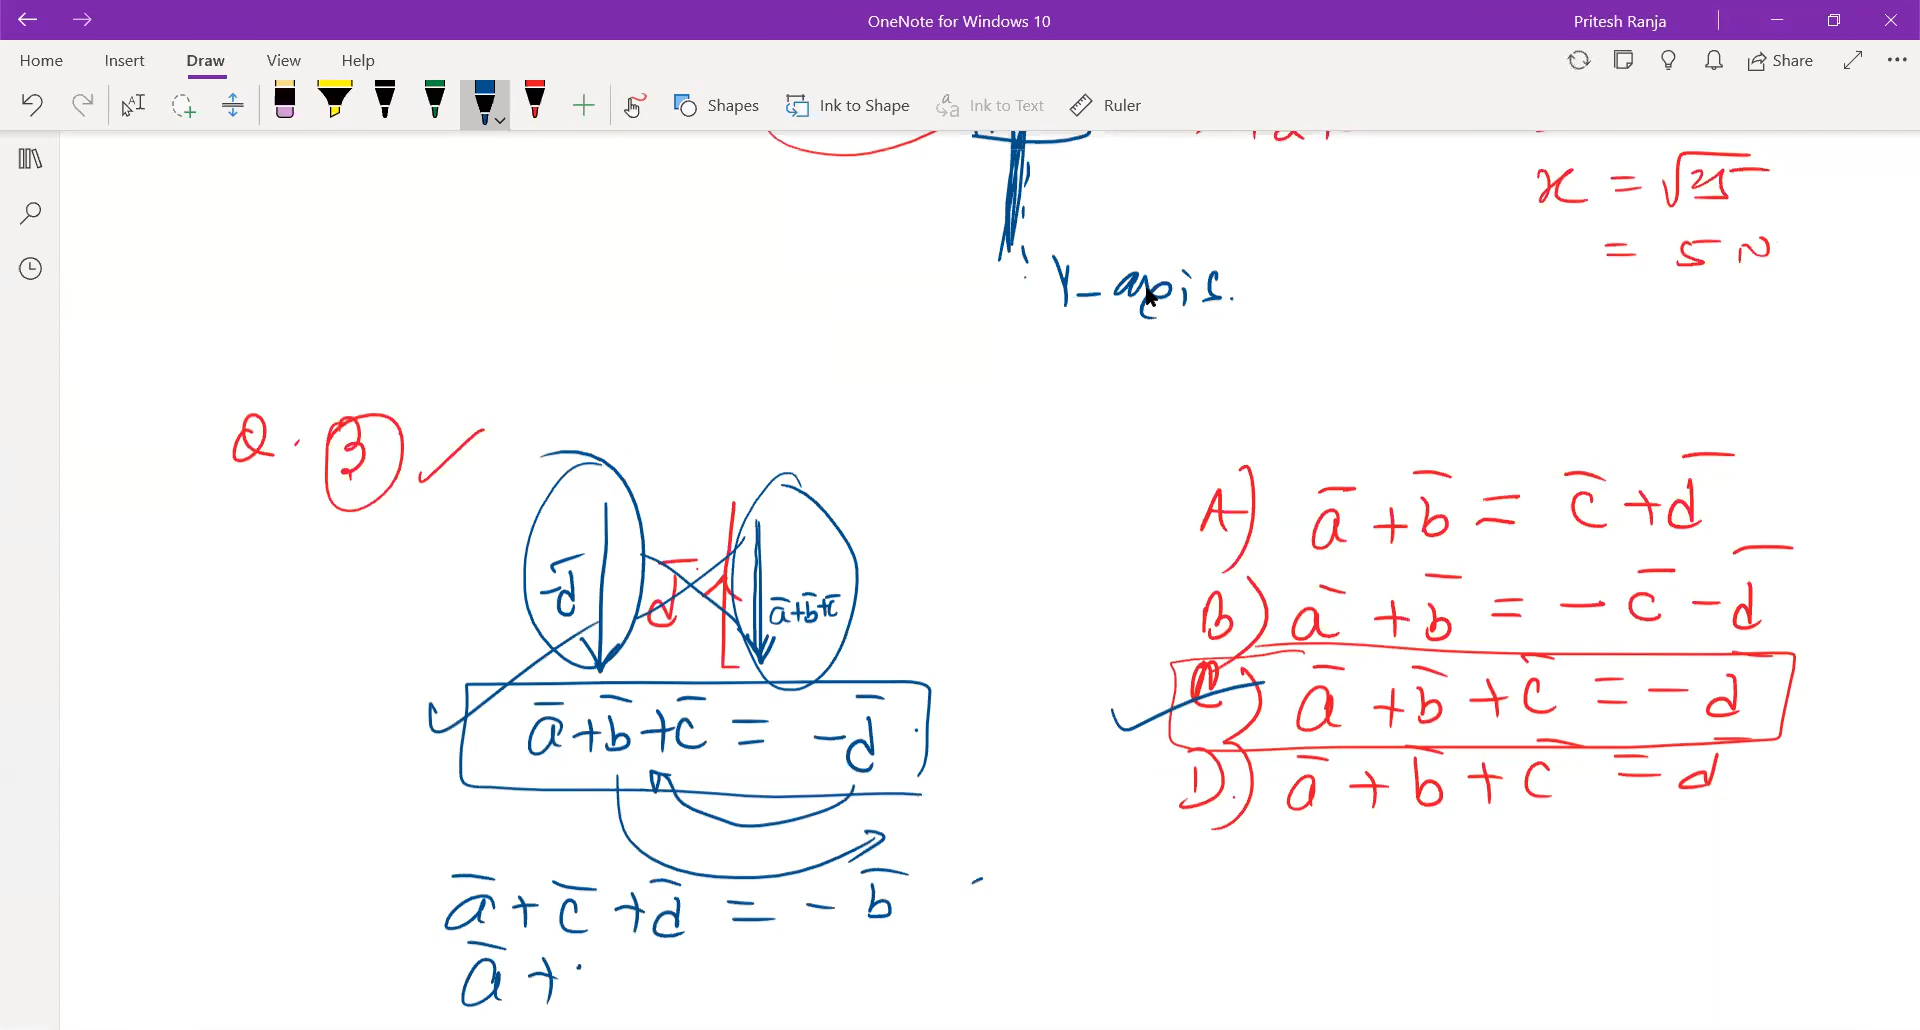 OneNote for Windows 10
Pritesh Ranja
Home Insert Draw View Help
Share
Shapes Ink to Shape Ink to Text Ruler
x = √25
= 5 N
Y-axis.
Q. 3
-d̅
d̅
a̅+b̅+c̅
a̅+b̅+c̅ = -d̅
a̅+c̅+d̅ = -b̅
a̅+
A) a̅+b̅ = c̅+d̅
B) a̅+b̅ = -c̅-d̅
C) a̅+b̅+c̅ = -d̅
D) a̅+b̅+c̅ = d̅